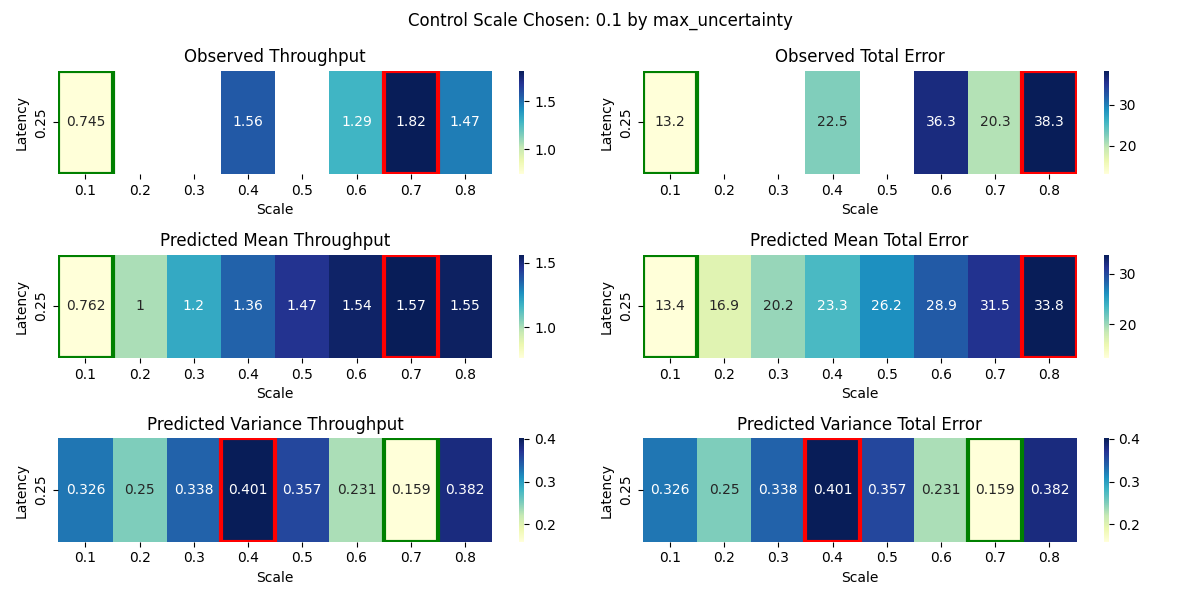 Control Scale Chosen: 0.1 by max_uncertainty
Observed Throughput
Latency
0.25
0.745 1.56 1.29 1.82 1.47
0.1 0.2 0.3 0.4 0.5 0.6 0.7 0.8
Scale
1.5
1.0
Observed Total Error
Latency
0.25
13.2 22.5 36.3 20.3 38.3
0.1 0.2 0.3 0.4 0.5 0.6 0.7 0.8
Scale
30
20
Predicted Mean Throughput
Latency
0.25
0.762 1 1.2 1.36 1.47 1.54 1.57 1.55
0.1 0.2 0.3 0.4 0.5 0.6 0.7 0.8
Scale
1.5
1.0
Predicted Mean Total Error
Latency
0.25
13.4 16.9 20.2 23.3 26.2 28.9 31.5 33.8
0.1 0.2 0.3 0.4 0.5 0.6 0.7 0.8
Scale
30
20
Predicted Variance Throughput
Latency
0.25
0.326 0.25 0.338 0.401 0.357 0.231 0.159 0.382
0.1 0.2 0.3 0.4 0.5 0.6 0.7 0.8
Scale
0.4
0.3
0.2
Predicted Variance Total Error
Latency
0.25
0.326 0.25 0.338 0.401 0.357 0.231 0.159 0.382
0.1 0.2 0.3 0.4 0.5 0.6 0.7 0.8
Scale
0.4
0.3
0.2